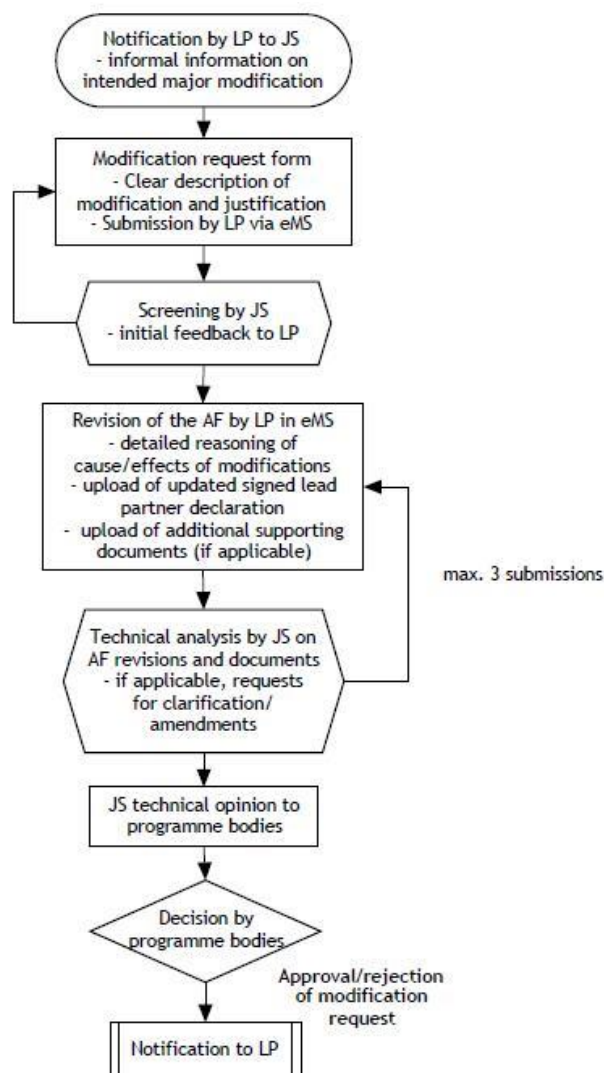 Notification by LP to JS
- informal information on
intended major modification
Modification request form
- Clear description of
modification and justification
- Submission by LP via eMS
Screening by JS
- initial feedback to LP
Revision of the AF by LP in eMS
- detailed reasoning of
cause/effects of modifications
- upload of updated signed lead
partner declaration
- upload of additional supporting
documents (if applicable)
max. 3 submissions
Technical analysis by JS on
AF revisions and documents
- if applicable, requests
for clarification/
amendments
JS technical opinion to
programme bodies
Decision by
programme bodies
Approval/rejection
of modification
request
Notification to LP